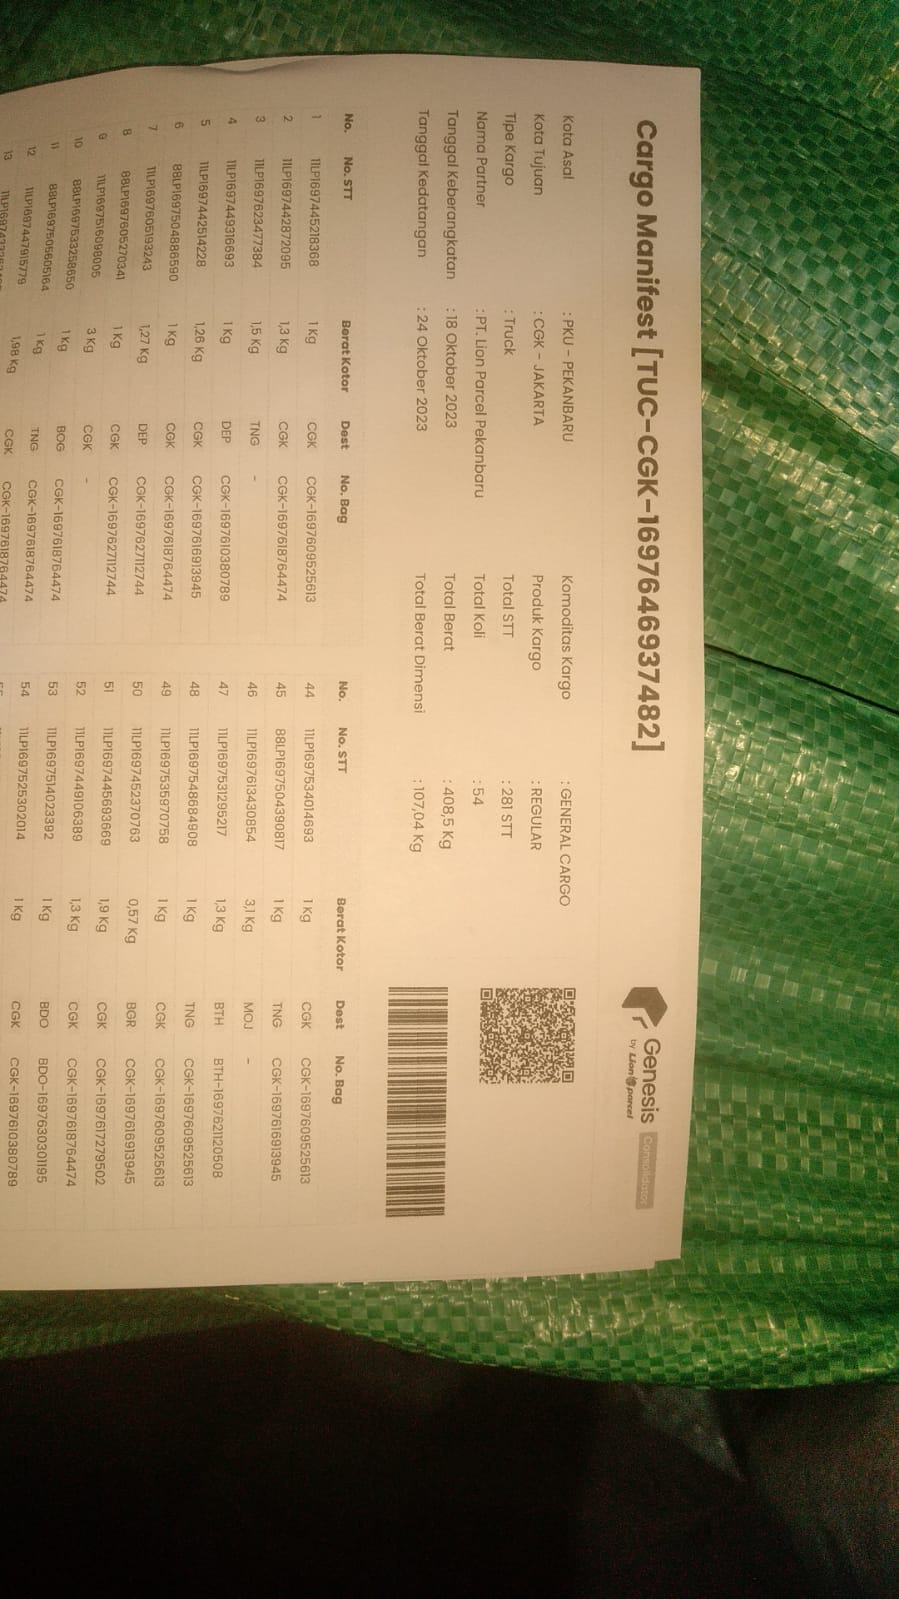 Cargo Manifest [TUC-CGK-1697646937482]
Genesis Consolidator
by Lion parcel
Kota Asal : PKU - PEKANBARU Komoditas Kargo : GENERAL CARGO
Kota Tujuan : CGK - JAKARTA Produk Kargo : REGULAR
Tipe Kargo : Truck Total STT : 281 STT
Nama Partner : PT. Lion Parcel Pekanbaru Total Koli : 54
Tanggal Keberangkatan : 18 Oktober 2023 Total Berat : 408,5 Kg
Tanggal Kedatangan : 24 Oktober 2023 Total Berat Dimensi : 107,04 Kg
No. No. STT Berat Kotor Dest No. Bag No. No. STT Berat Kotor Dest No. Bag
1 11LP1697445218368 1 Kg CGK CGK-1697609525613 44 11LP1697534014693 1 Kg CGK CGK-1697609525613
2 11LP1697442872095 1,3 Kg CGK CGK-1697618764474 45 88LP1697504390817 1 Kg TNG CGK-1697616913945
3 11LP1697623477384 1,5 Kg TNG - 46 11LP1697613430854 3,1 Kg MOJ -
4 11LP1697449316693 1 Kg DEP CGK-1697610380789 47 11LP1697531295217 1,3 Kg BTH BTH-1697621120508
5 11LP1697442514228 1,26 Kg CGK CGK-1697616913945 48 11LP1697548684908 1 Kg TNG CGK-1697609525613
6 88LP1697504886590 1 Kg CGK CGK-1697618764474 49 11LP1697535970758 1 Kg CGK CGK-1697609525613
7 11LP1697605193243 1,27 Kg DEP CGK-1697627112744 50 11LP1697452370763 0,57 Kg BGR CGK-1697616913945
8 88LP1697605270341 1 Kg CGK CGK-1697627112744 51 11LP1697445693669 1,9 Kg CGK CGK-1697617279502
9 11LP1697516098006 3 Kg CGK - 52 11LP1697449106389 1,3 Kg CGK CGK-1697618764474
10 88LP1697533258650 1 Kg BOG CGK-1697618764474 53 11LP1697514023392 1 Kg BDO BDO-1697630301195
11 88LP1697505605164 1 Kg TNG CGK-1697618764474 54 11LP1697525302014 1 Kg CGK CGK-1697610380789
12 11LP1697447915779 1,98 Kg CGK CGK-1697618764474
13